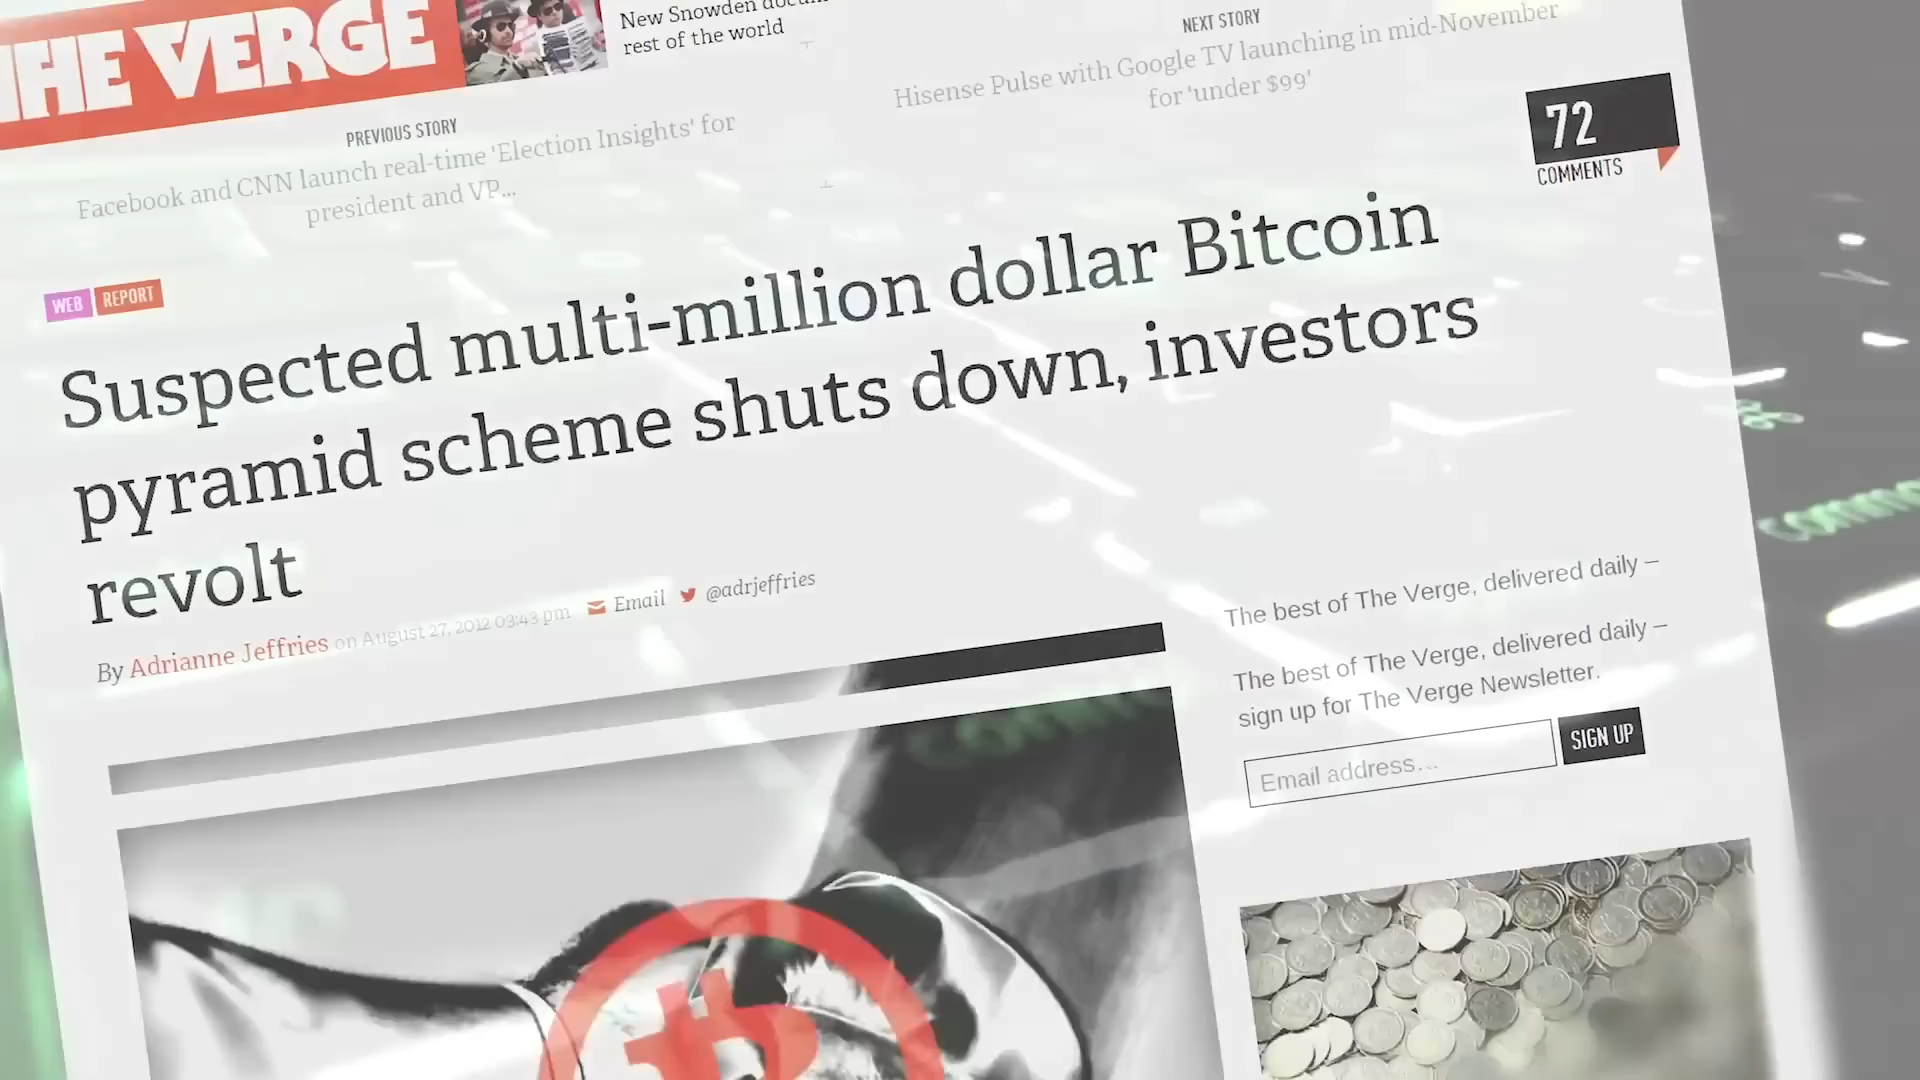 THE VERGE
New Snowden
rest of the world
PREVIOUS STORY
Facebook and CNN launch real-time 'Election Insights' for
president and VP...
NEXT STORY
Hisense Pulse with Google TV launching in mid-November
for 'under $99'
72
COMMENTS
WEB REPORT
Suspected multi-million dollar Bitcoin
pyramid scheme shuts down, investors
revolt
By Adrianne Jeffries on August 27, 2012 03:43 pm Email @adrjeffries
The best of The Verge, delivered daily –
The best of The Verge, delivered daily –
sign up for The Verge Newsletter.
Email address...
SIGN UP